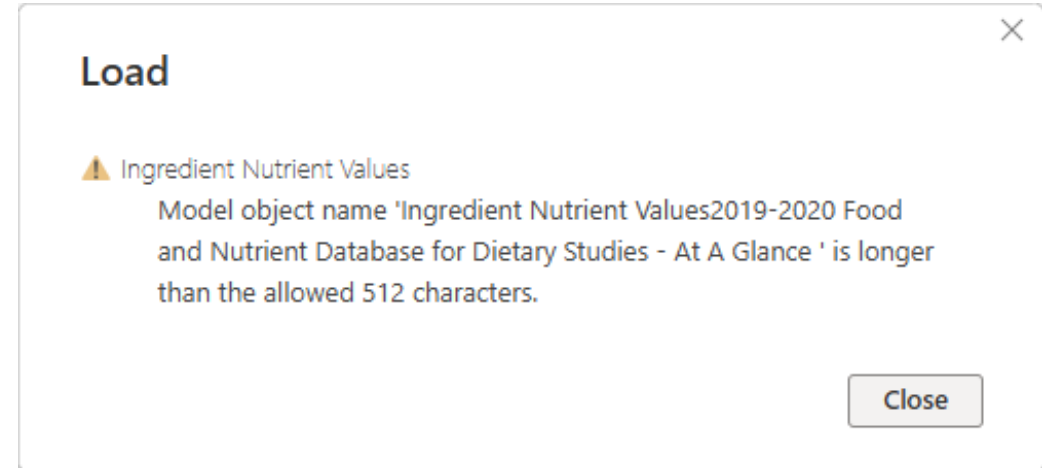 Load
Ingredient Nutrient Values
Model object name 'Ingredient Nutrient Values2019-2020 Food
and Nutrient Database for Dietary Studies - At A Glance ' is longer
than the allowed 512 characters.
Close